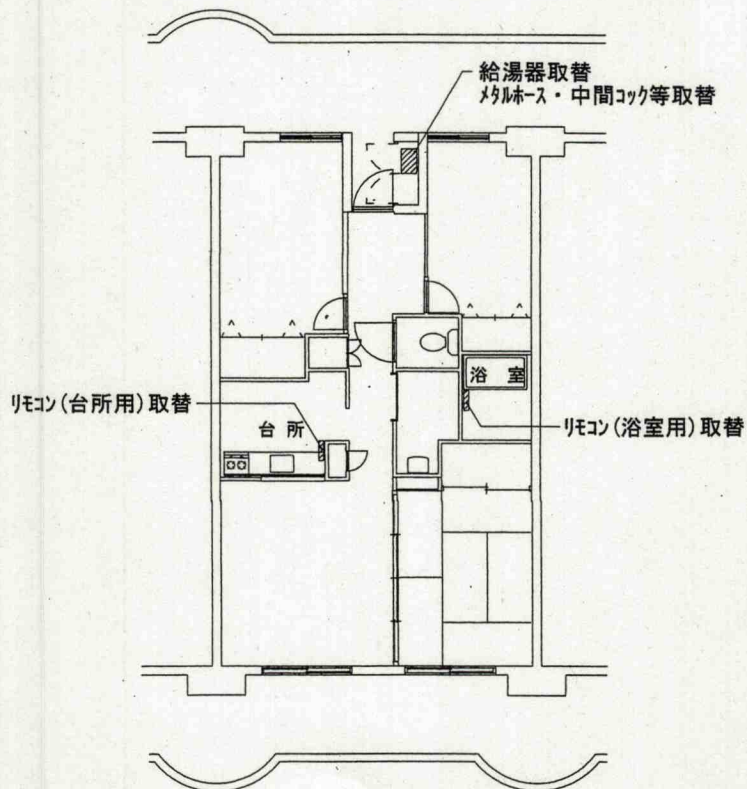 給湯器取替
メタルホース・中間コック等取替
浴室
リモコン(台所用)取替
台所
リモコン(浴室用)取替